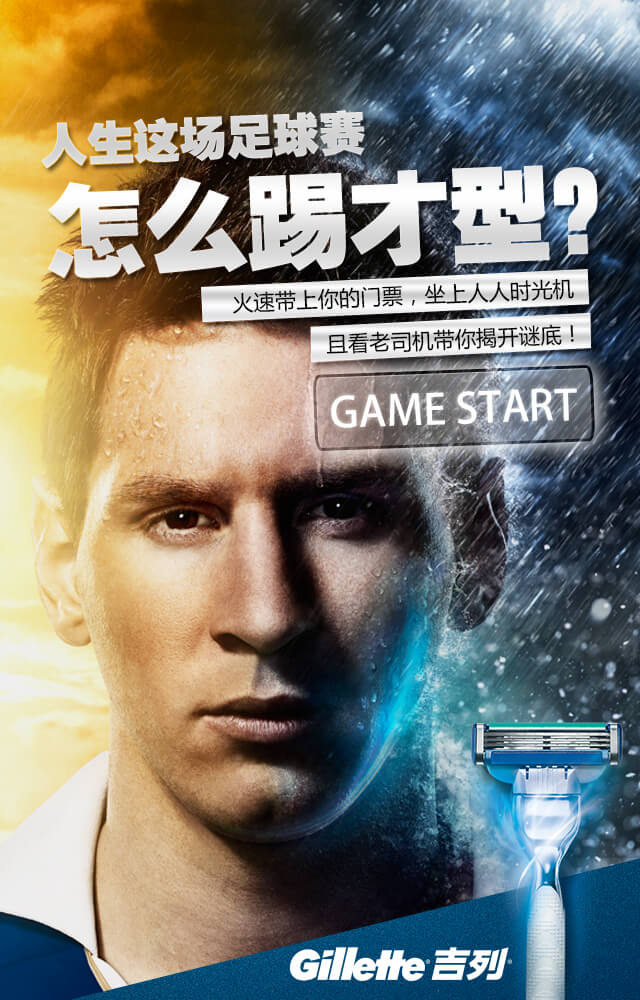 人生这场足球赛
怎么踢才型?
火速带上你的门票，坐上人人时光机
且看老司机带你揭开谜底！
GAME START
Gillette® 吉列®